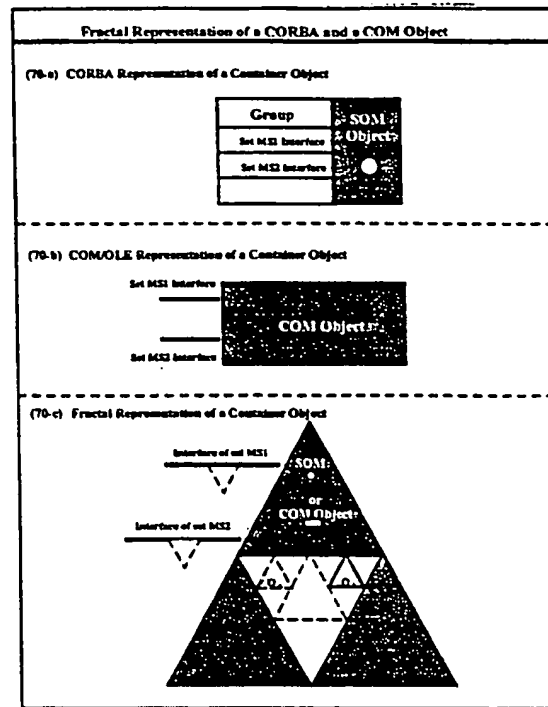 Fractal Representation of a CORBA and a COM Object
(70-a) CORBA Representation of a Container Object
Group
Set MS1 Interface
Set MS2 Interface
SOM
Object
(70-b) COM/OLE Representation of a Container Object
Set MS1 Interface
COM Object
Set MS2 Interface
(70-c) Fractal Representation of a Container Object
Interface of set MS1
SOM
or
COM Object
Interface of set MS2